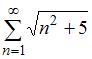 ∑_{n=1}^{∞} √(n² + 5)